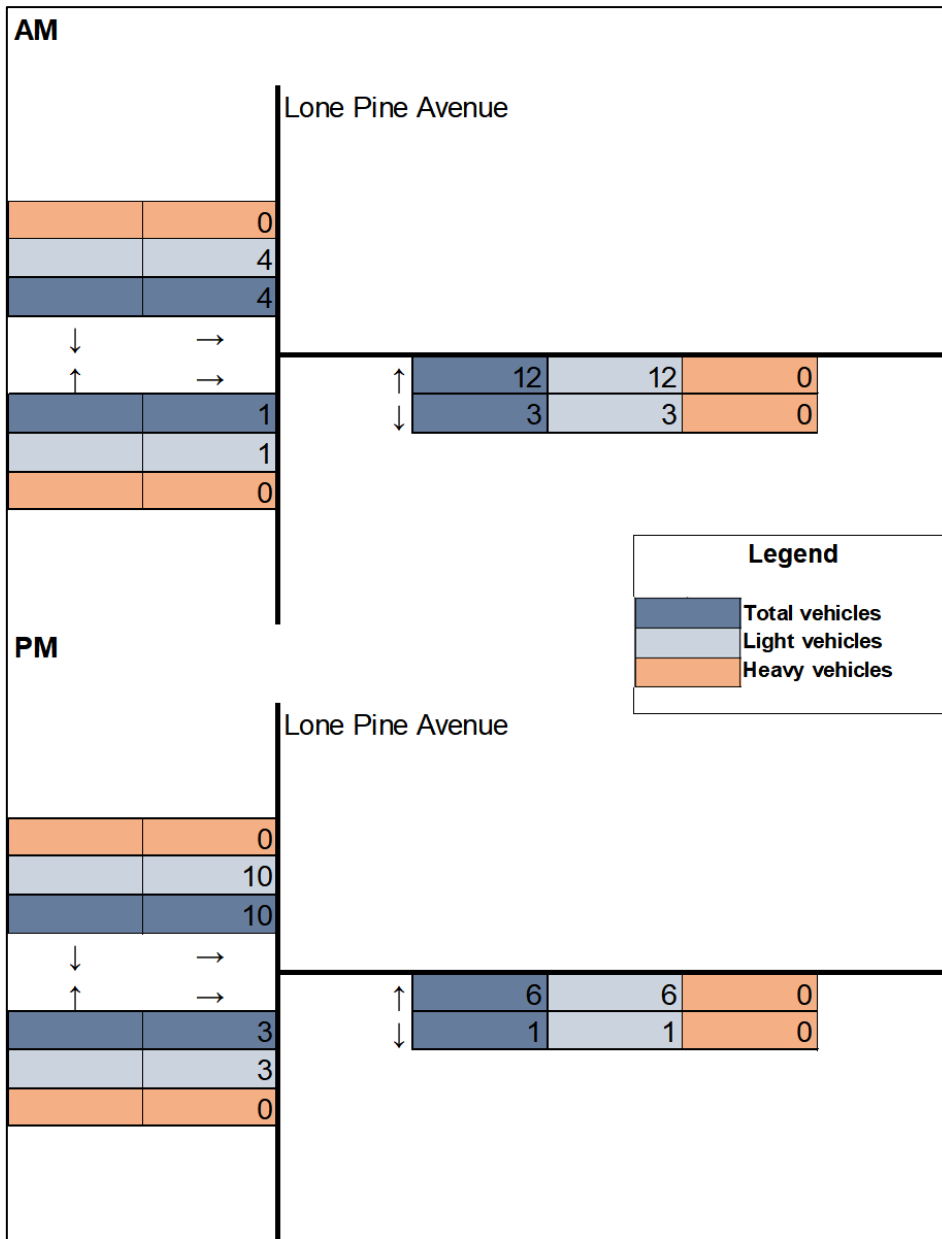 AM
Lone Pine Avenue
0
4
4
↓ →
↑ →
↑ 12 12 0
↓ 3 3 0
1
1
0
Legend
Total vehicles
Light vehicles
Heavy vehicles
PM
Lone Pine Avenue
0
10
10
↓ →
↑ →
↑ 6 6 0
↓ 1 1 0
3
3
0